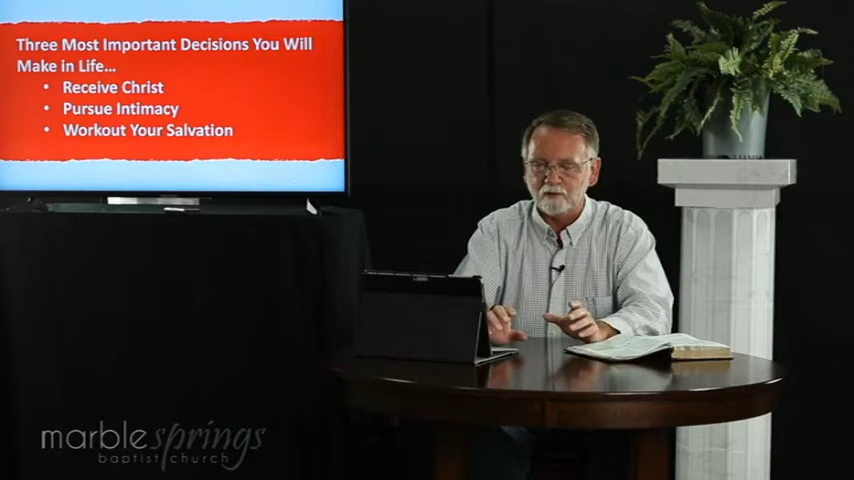 Three Most Important Decisions You Will
Make in Life...
• Receive Christ
• Pursue Intimacy
• Workout Your Salvation
marblesprings
baptist church